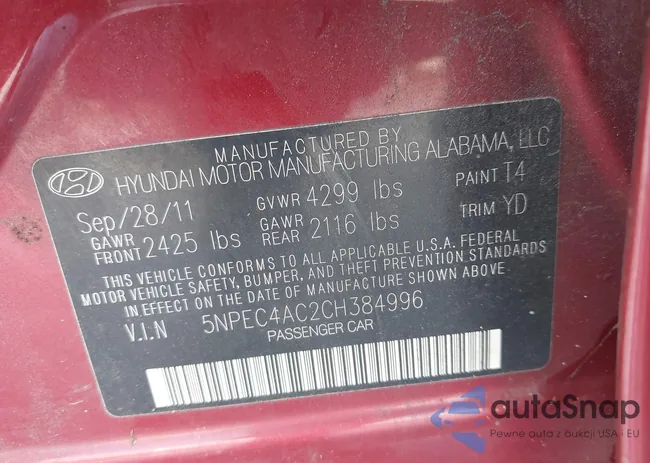 MANUFACTURED BY
HYUNDAI MOTOR MANUFACTURING ALABAMA, LLC
Sep/28/11 GVWR 4299 lbs PAINT T4
GAWR FRONT 2425 lbs GAWR REAR 2116 lbs TRIM YD
THIS VEHICLE CONFORMS TO ALL APPLICABLE U.S.A. FEDERAL
MOTOR VEHICLE SAFETY, BUMPER, AND THEFT PREVENTION STANDARDS
IN EFFECT ON THE DATE OF MANUFACTURE SHOWN ABOVE
V.I.N 5NPEC4AC2CH384996
PASSENGER CAR
autaSnap
Pewne auta z aukcji USA - EU